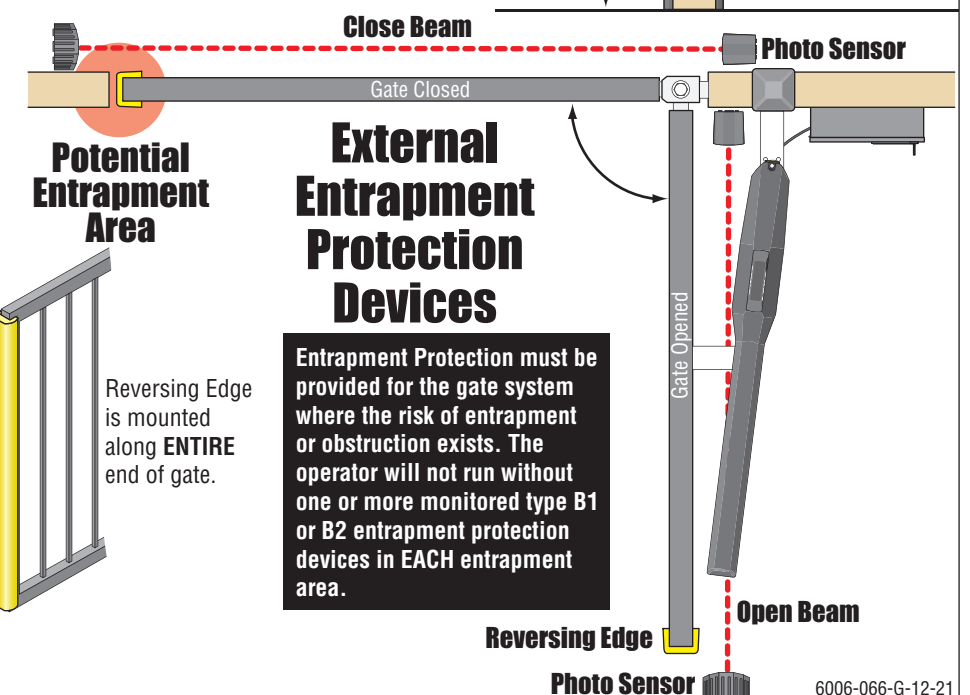 Close Beam
Photo Sensor
Gate Closed
Potential
Entrapment
Area
External
Entrapment
Protection
Devices
Gate Opened
Entrapment Protection must be
provided for the gate system
where the risk of entrapment
or obstruction exists. The
operator will not run without
one or more monitored type B1
or B2 entrapment protection
devices in EACH entrapment
area.
Reversing Edge
is mounted
along ENTIRE
end of gate.
Open Beam
Reversing Edge
Photo Sensor
6006-066-G-12-21